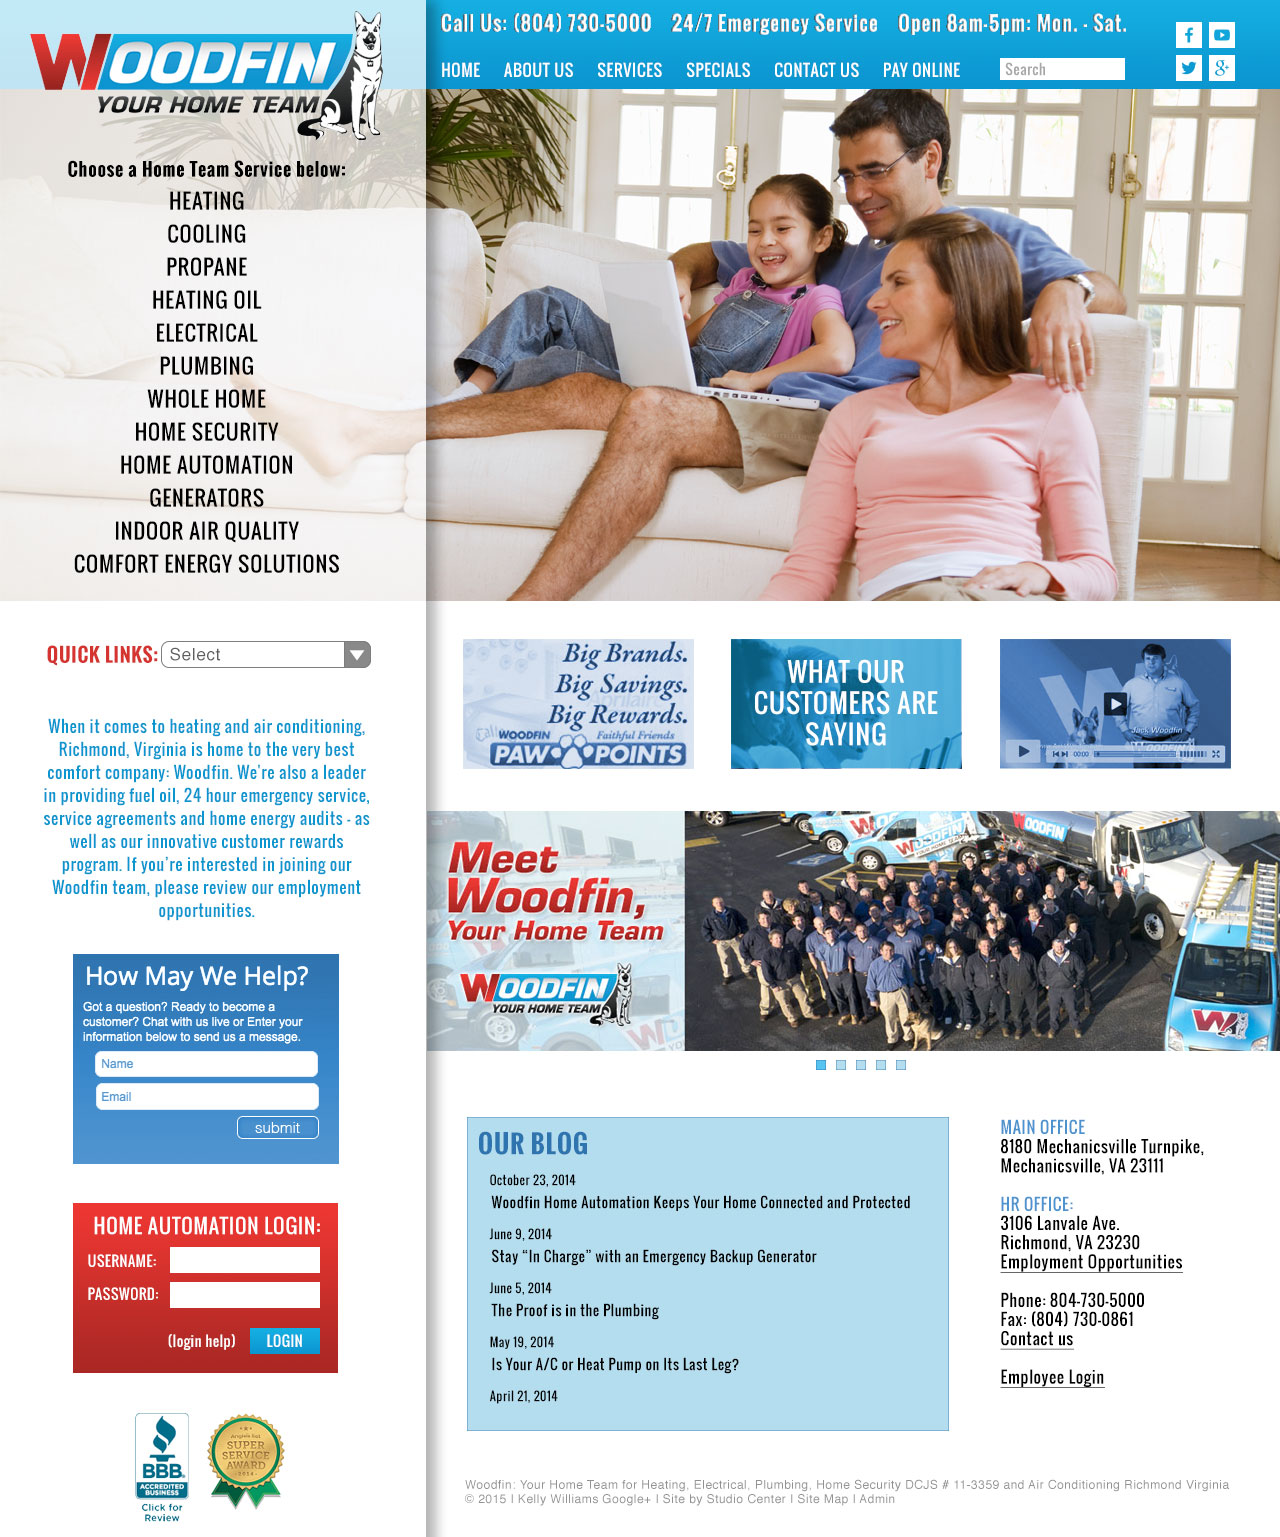 WOODFIN
YOUR HOME TEAM
Call Us: (804) 730-5000 24/7 Emergency Service Open 8am-5pm: Mon. - Sat.
HOME ABOUT US SERVICES SPECIALS CONTACT US PAY ONLINE Search
Choose a Home Team Service below:
HEATING
COOLING
PROPANE
HEATING OIL
ELECTRICAL
PLUMBING
WHOLE HOME
HOME SECURITY
HOME AUTOMATION
GENERATORS
INDOOR AIR QUALITY
COMFORT ENERGY SOLUTIONS
QUICK LINKS: Select
When it comes to heating and air conditioning,
Richmond, Virginia is home to the very best
comfort company: Woodfin. We're also a leader
in providing fuel oil, 24 hour emergency service,
service agreements and home energy audits - as
well as our innovative customer rewards
program. If you're interested in joining our
Woodfin team, please review our employment
opportunities.
How May We Help?
Got a question? Ready to become a
customer? Chat with us live or Enter your
information below to send us a message.
Name
Email
submit
HOME AUTOMATION LOGIN:
USERNAME:
PASSWORD:
(login help) LOGIN
BBB
ACCREDITED
BUSINESS
Click for
Review
Angie's list
SUPER
SERVICE
AWARD
2014
Big Brands.
Big Savings.
Big Rewards.
WOODFIN Faithful Friends
PAW POINTS
WHAT OUR
CUSTOMERS ARE
SAYING
Jack Woodfin
WOODFIN
00:00
Meet
Woodfin,
Your Home Team
WOODFIN
YOUR HOME TEAM
WOODFIN
YOUR HOME TEAM
WOODFIN
OUR BLOG
October 23, 2014
Woodfin Home Automation Keeps Your Home Connected and Protected
June 9, 2014
Stay “In Charge” with an Emergency Backup Generator
June 5, 2014
The Proof is in the Plumbing
May 19, 2014
Is Your A/C or Heat Pump on Its Last Leg?
April 21, 2014
MAIN OFFICE
8180 Mechanicsville Turnpike,
Mechanicsville, VA 23111
HR OFFICE:
3106 Lanvale Ave.
Richmond, VA 23230
Employment Opportunities
Phone: 804-730-5000
Fax: (804) 730-0861
Contact us
Employee Login
Woodfin: Your Home Team for Heating, Electrical, Plumbing, Home Security DCJS # 11-3359 and Air Conditioning Richmond Virginia
© 2015 | Kelly Williams Google+ | Site by Studio Center | Site Map | Admin